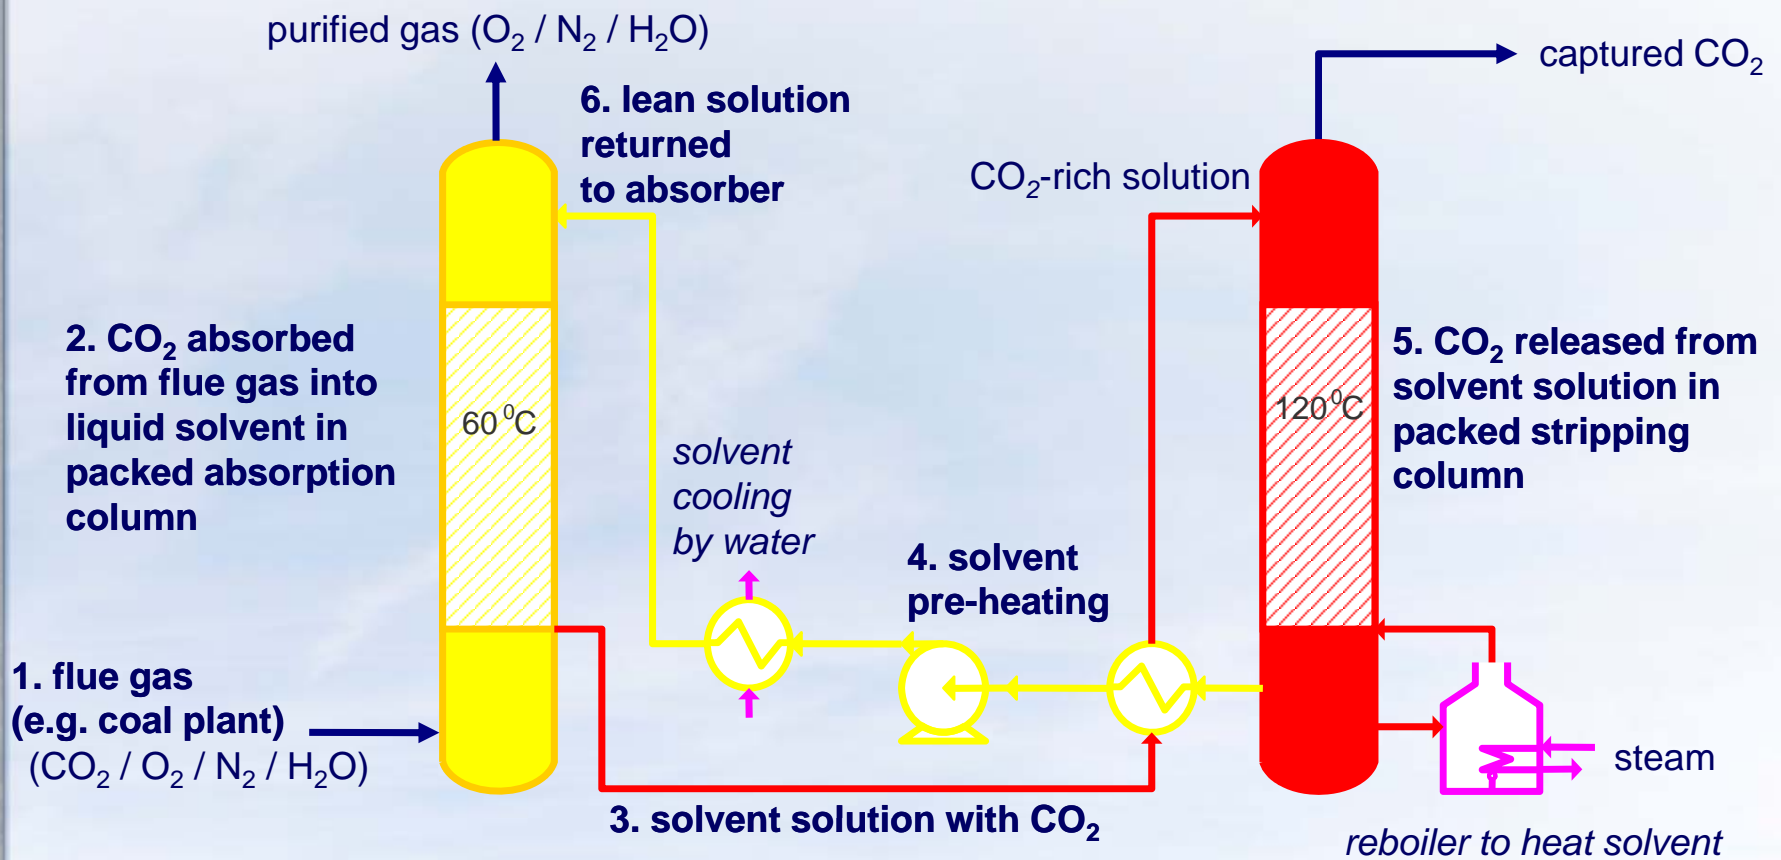 purified gas (O₂ / N₂ / H₂O)
captured CO₂
6. lean solution
returned
to absorber
CO₂-rich solution
2. CO₂ absorbed
from flue gas into
liquid solvent in
packed absorption
column
60 ⁰C
120 ⁰C
5. CO₂ released from
solvent solution in
packed stripping
column
solvent
cooling
by water
4. solvent
pre-heating
1. flue gas
(e.g. coal plant)
(CO₂ / O₂ / N₂ / H₂O)
steam
3. solvent solution with CO₂
reboiler to heat solvent